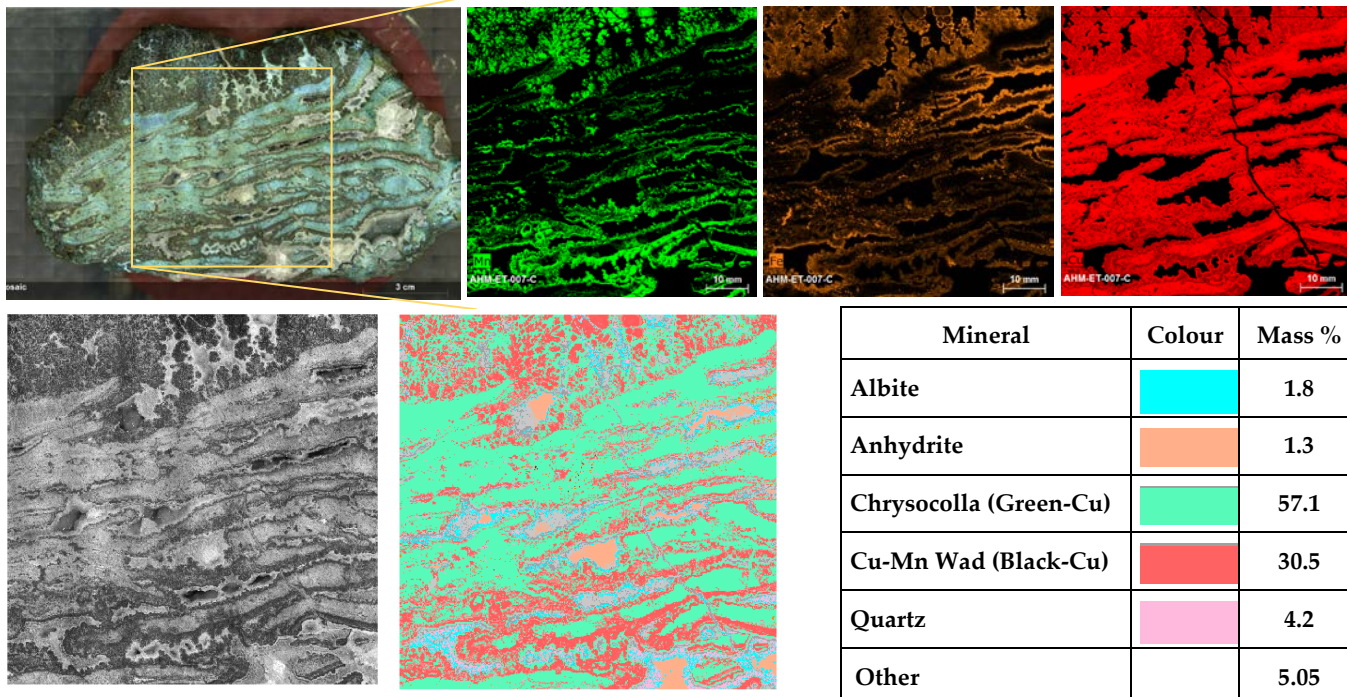 osaic
3 cm
Mn
AHM-ET-007-C
10 mm
Fe
AHM-ET-007-C
10 mm
Cu
AHM-ET-007-C
10 mm
Mineral Colour Mass %
Albite 1.8
Anhydrite 1.3
Chrysocolla (Green-Cu) 57.1
Cu-Mn Wad (Black-Cu) 30.5
Quartz 4.2
Other 5.05